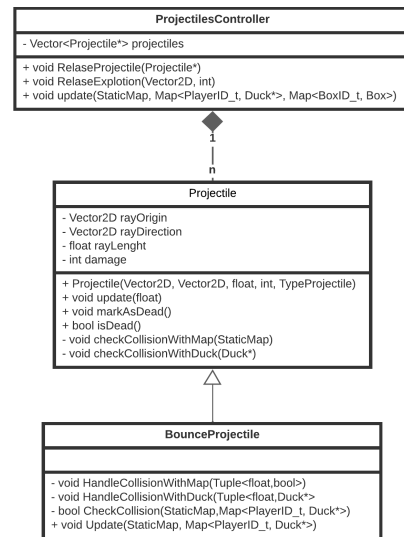 ProjectilesController
- Vector<Projectile*> projectiles
+ void RelaseProjectile(Projectile*)
+ void RelaseExplotion(Vector2D, int)
+ void update(StaticMap, Map<PlayerID_t, Duck*>, Map<BoxID_t, Box>)
1
n
Projectile
- Vector2D rayOrigin
- Vector2D rayDirection
- float rayLenght
- int damage
+ Projectile(Vector2D, Vector2D, float, int, TypeProjectile)
+ void update(float)
+ void markAsDead()
+ bool isDead()
- void checkCollisionWithMap(StaticMap)
- void checkCollisionWithDuck(Duck*)
BounceProjectile
- void HandleCollisionWithMap(Tuple<float,bool>)
- void HandleCollisionWithDuck(Tuple<float,Duck*>
- bool CheckCollision(StaticMap,Map<PlayerID_t, Duck*>)
+ void Update(StaticMap, Map<PlayerID_t, Duck*>)